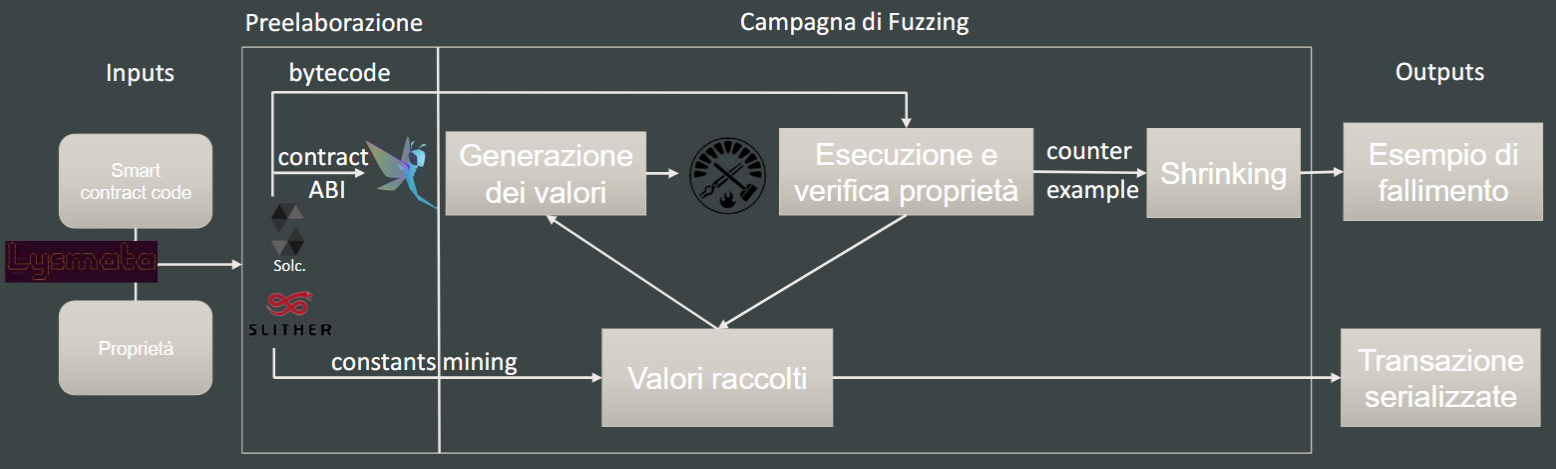 Preelaborazione
Campagna di Fuzzing
Inputs
bytecode
Outputs
Smart
contract code
contract
ABI
Generazione
dei valori
Esecuzione e
verifica proprietà
counter
example
Shrinking
Esempio di
fallimento
Lysmata
Solc.
SLITHER
Proprietà
constants mining
Valori raccolti
Transazione
serializzate